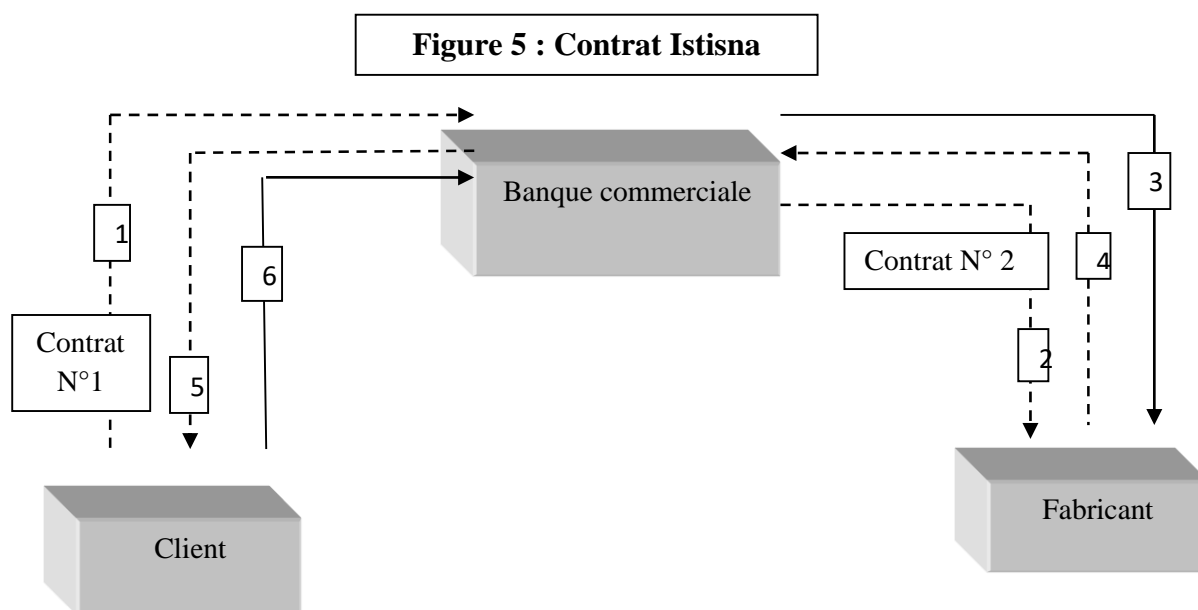 Figure 5 : Contrat Istisna
Banque commerciale
3
1
Contrat N° 2
4
6
Contrat
N°1
5
2
Client
Fabricant